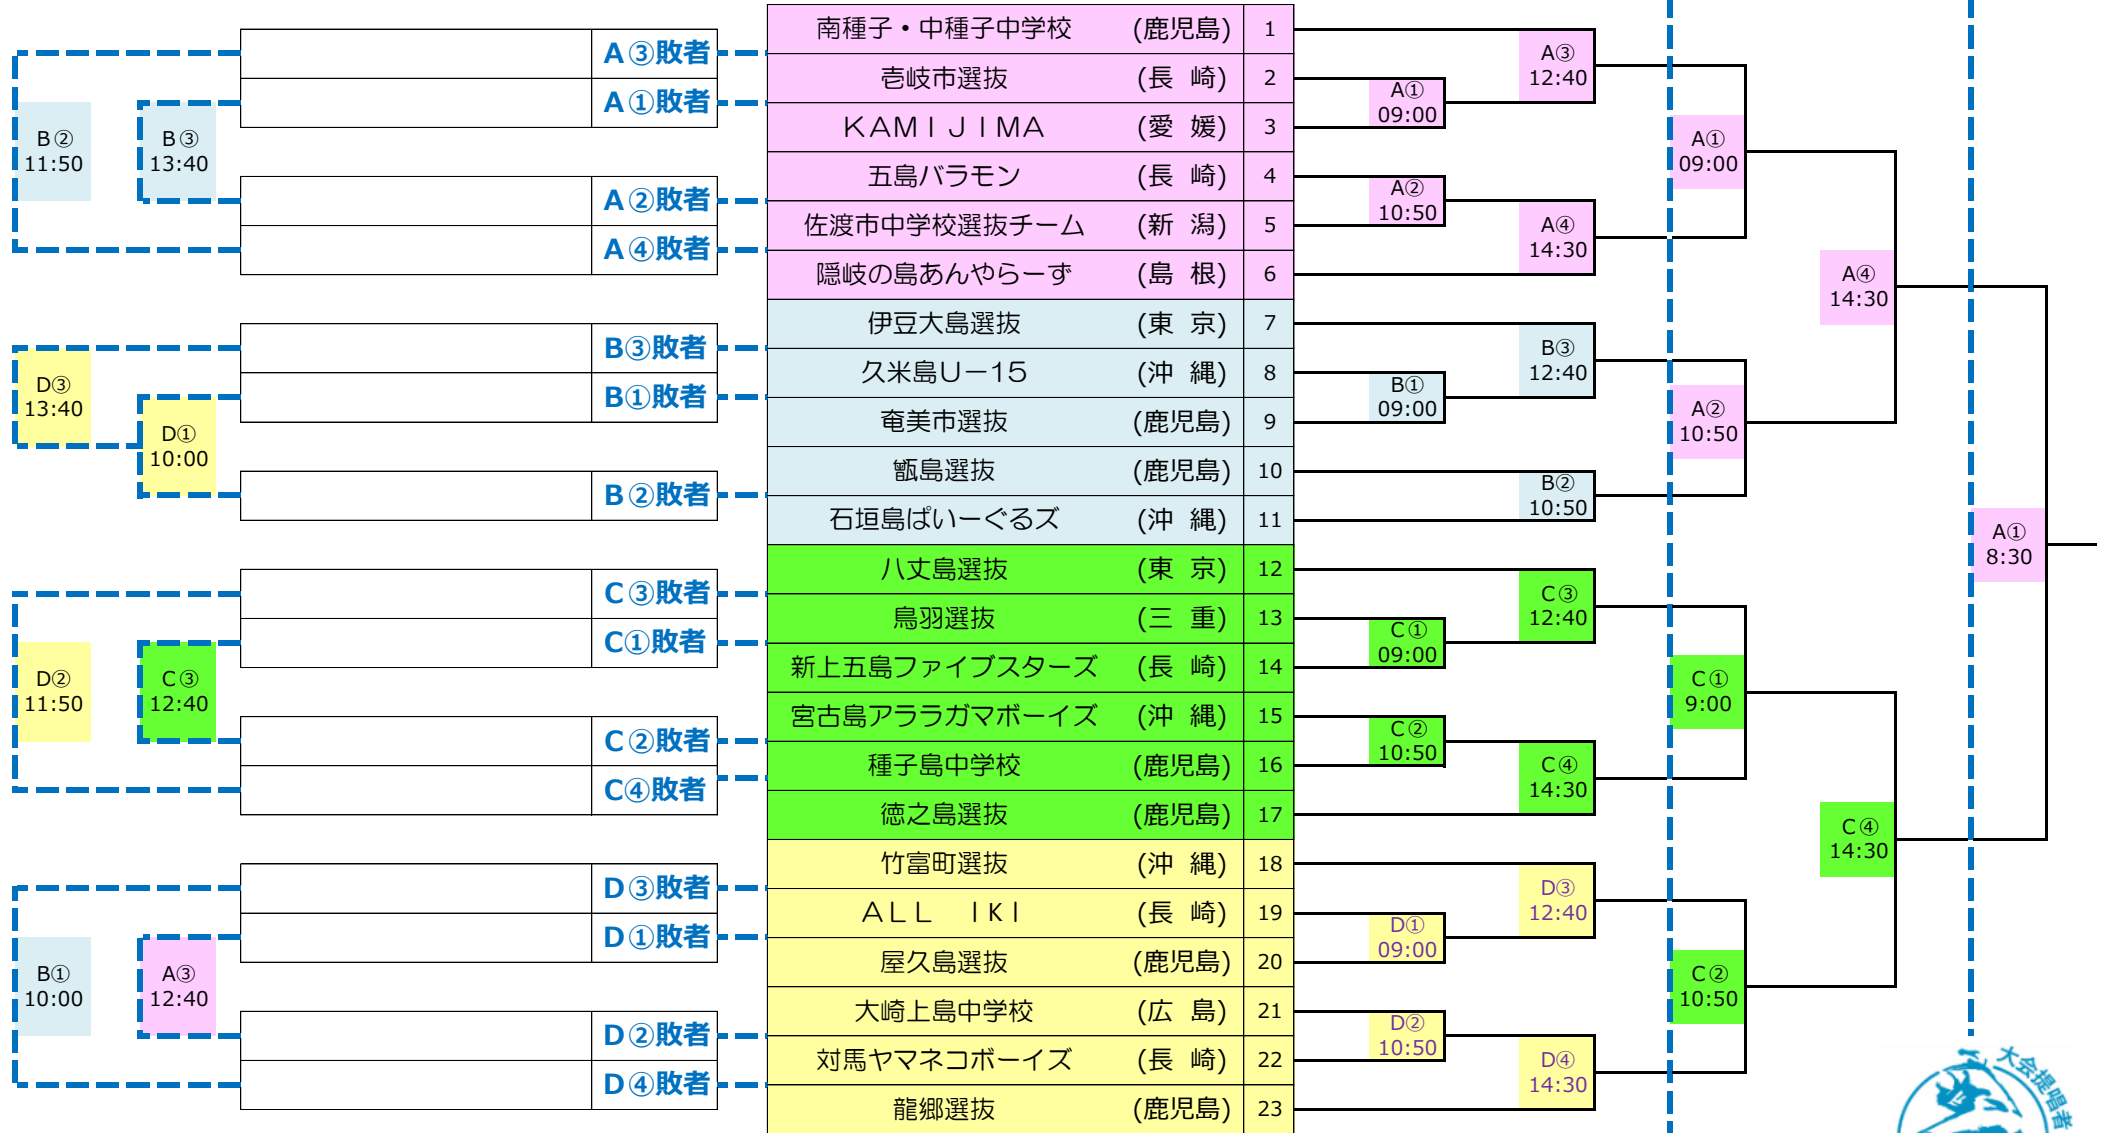 A③敗者
A①敗者
B②
11:50
B③
13:40
A②敗者
A④敗者
B③敗者
B①敗者
D③
13:40
D①
10:00
B②敗者
C③敗者
C①敗者
D②
11:50
C③
12:40
C②敗者
C④敗者
D③敗者
D①敗者
B①
10:00
A③
12:40
D②敗者
D④敗者
南種子・中種子中学校 (鹿児島) 1
壱岐市選抜 (長 崎) 2
KAMIJIMA (愛 媛) 3
五島バラモン (長 崎) 4
佐渡市中学校選抜チーム (新 潟) 5
隠岐の島あんやらーず (島 根) 6
伊豆大島選抜 (東 京) 7
久米島U-15 (沖 縄) 8
奄美市選抜 (鹿児島) 9
甑島選抜 (鹿児島) 10
石垣島ぱいーぐるズ (沖 縄) 11
八丈島選抜 (東 京) 12
鳥羽選抜 (三 重) 13
新上五島ファイブスターズ (長 崎) 14
宮古島アララガマボーイズ (沖 縄) 15
種子島中学校 (鹿児島) 16
徳之島選抜 (鹿児島) 17
竹富町選抜 (沖 縄) 18
ALL IKI (長 崎) 19
屋久島選抜 (鹿児島) 20
大崎上島中学校 (広 島) 21
対馬ヤマネコボーイズ (長 崎) 22
龍郷選抜 (鹿児島) 23
A①
09:00
A②
10:50
B①
09:00
C①
09:00
C②
10:50
D①
09:00
D②
10:50
A③
12:40
A④
14:30
B③
12:40
B②
10:50
C③
12:40
C④
14:30
D③
12:40
D④
14:30
A①
09:00
A②
10:50
C①
9:00
C②
10:50
A④
14:30
C④
14:30
A①
8:30
大会提唱者